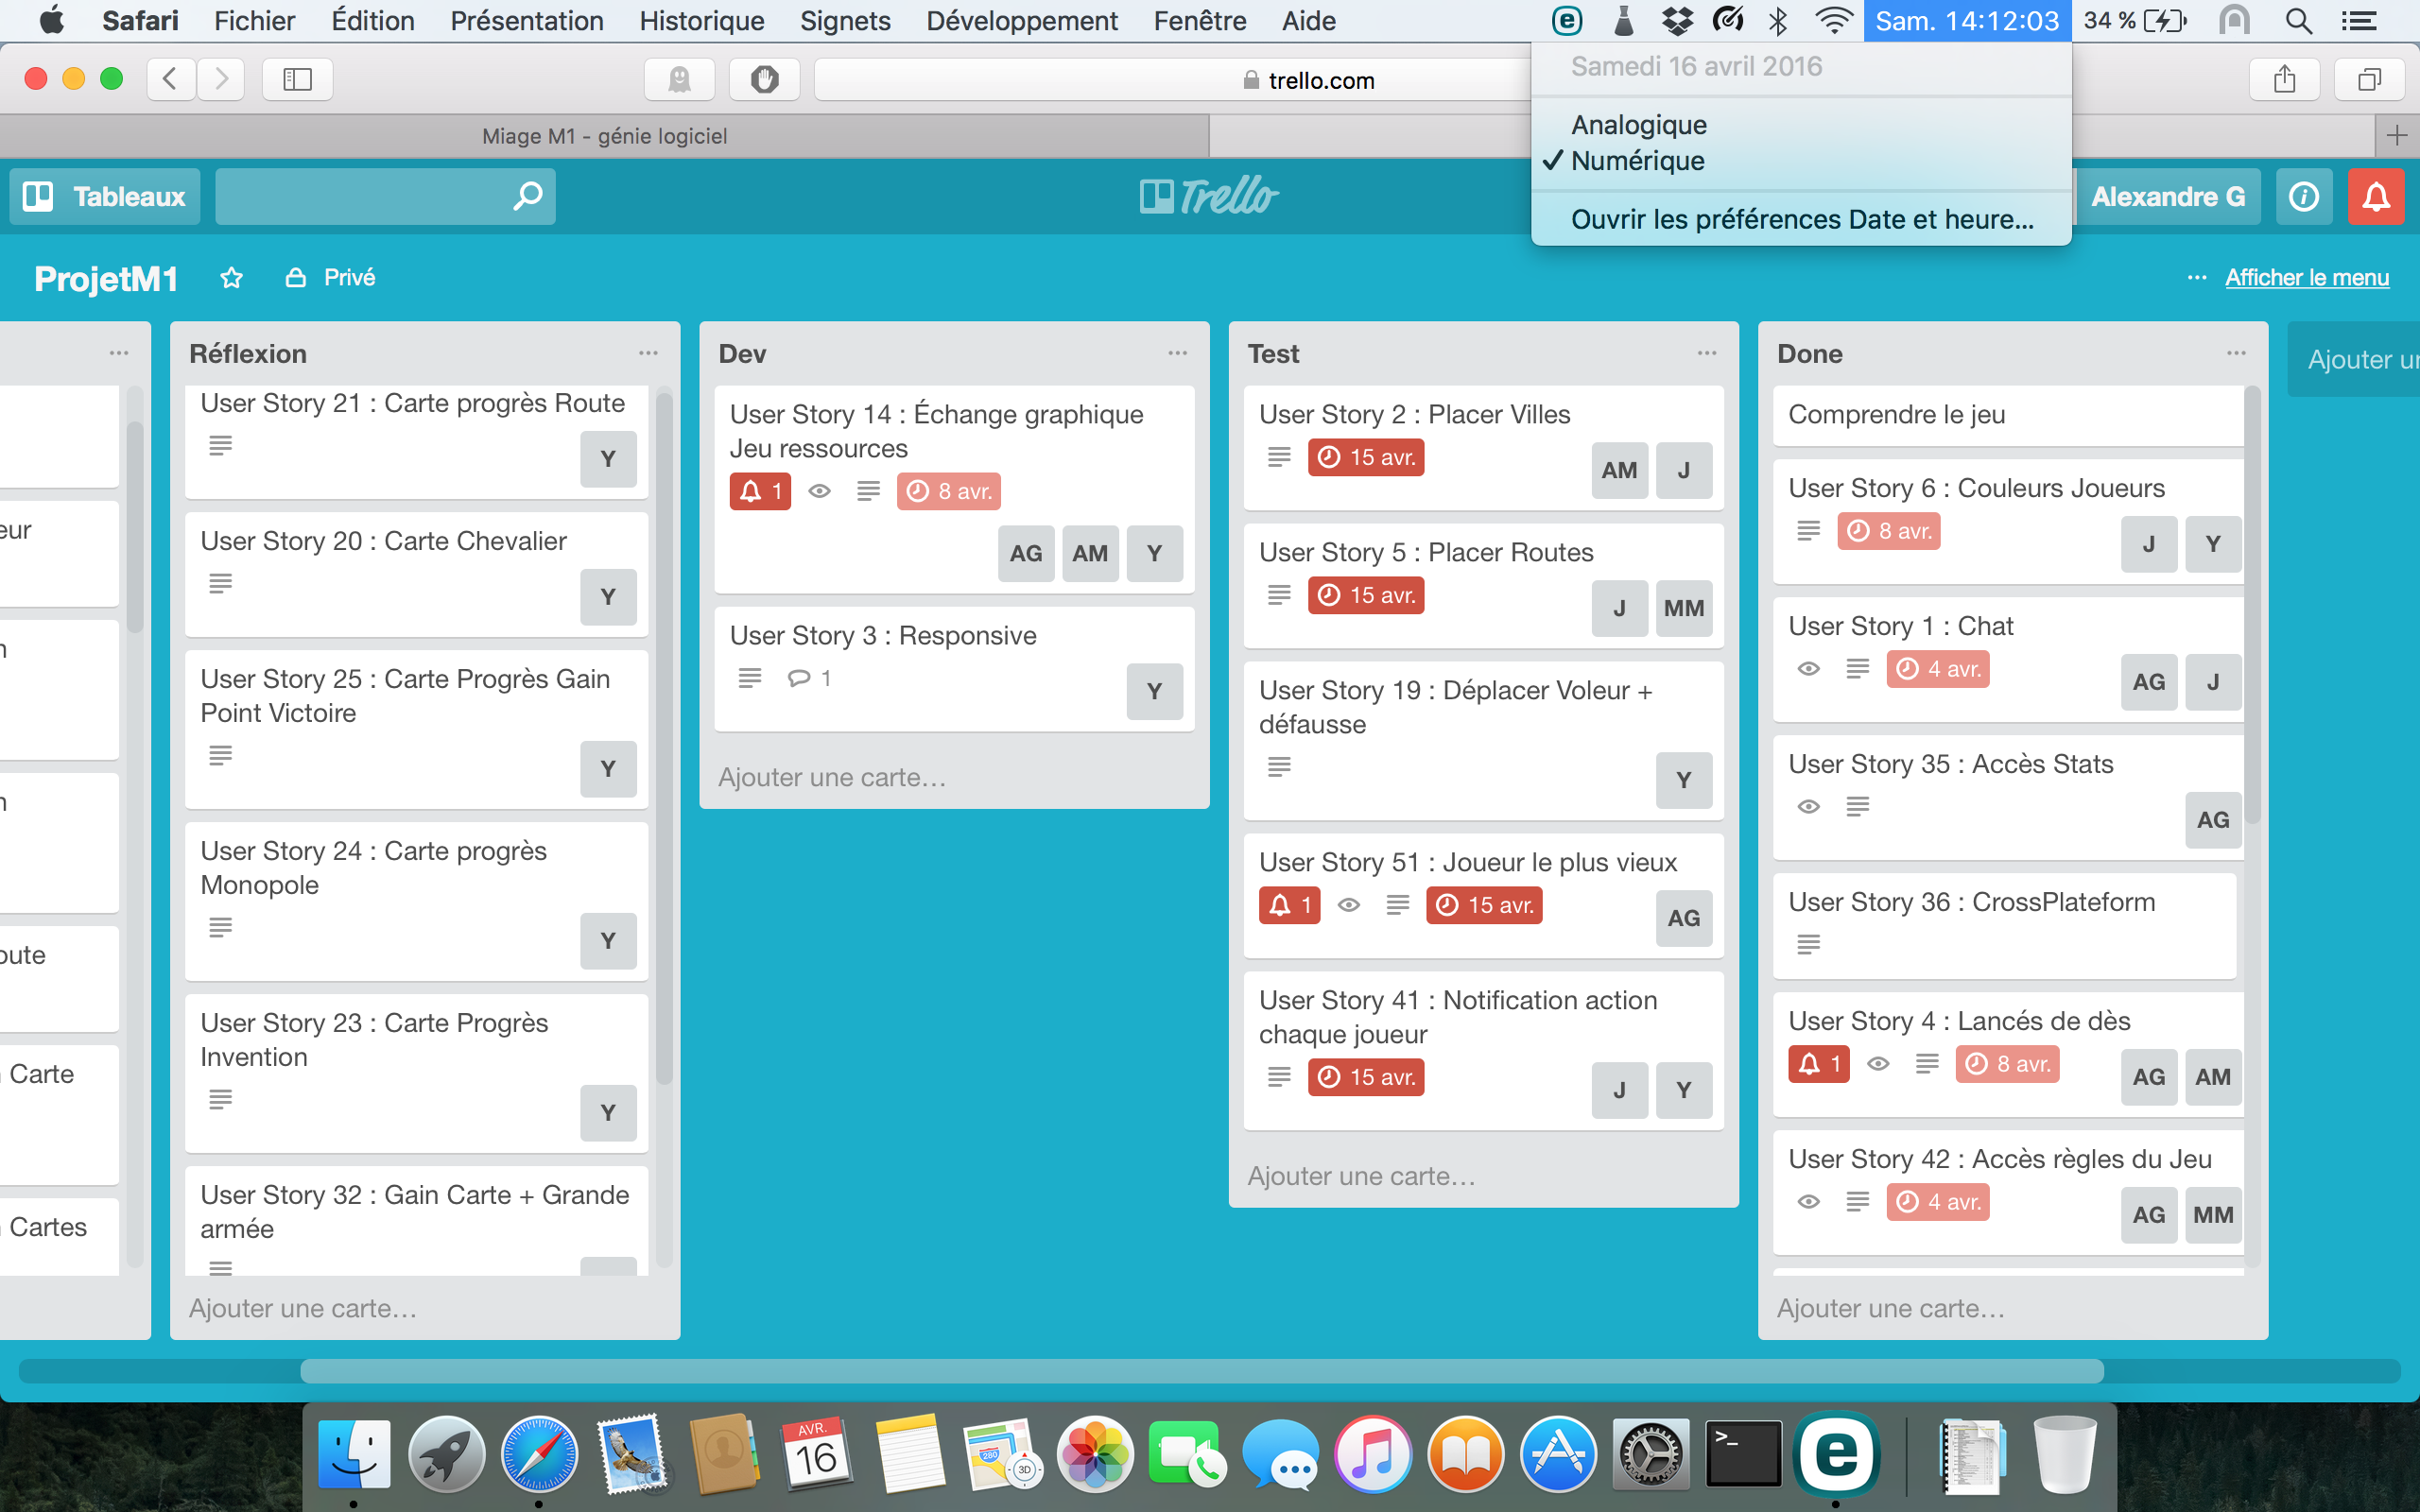 Safari Fichier Édition Présentation Historique Signets Développement Fenêtre Aide
Sam. 14:12:03 34 %
Samedi 16 avril 2016
Analogique
✓ Numérique
Ouvrir les préférences Date et heure...
trello.com
Miage M1 - génie logiciel
Tableaux
Trello
Alexandre G
ProjetM1 Privé
... Afficher le menu
eur
n
n
oute
Carte
Cartes
Réflexion
User Story 21 : Carte progrès Route
Y
User Story 20 : Carte Chevalier
Y
User Story 25 : Carte Progrès Gain
Point Victoire
Y
User Story 24 : Carte progrès
Monopole
Y
User Story 23 : Carte Progrès
Invention
Y
User Story 32 : Gain Carte + Grande
armée
Ajouter une carte…
Dev
User Story 14 : Échange graphique
Jeu ressources
1 8 avr.
AG AM Y
User Story 3 : Responsive
1
Y
Ajouter une carte…
Test
User Story 2 : Placer Villes
15 avr.
AM J
User Story 5 : Placer Routes
15 avr.
J MM
User Story 19 : Déplacer Voleur +
défausse
Y
User Story 51 : Joueur le plus vieux
1 15 avr.
AG
User Story 41 : Notification action
chaque joueur
15 avr.
J Y
Ajouter une carte…
Done
Comprendre le jeu
User Story 6 : Couleurs Joueurs
8 avr.
J Y
User Story 1 : Chat
4 avr.
AG J
User Story 35 : Accès Stats
AG
User Story 36 : CrossPlateform
User Story 4 : Lancés de dès
1 8 avr.
AG AM
User Story 42 : Accès règles du Jeu
4 avr.
AG MM
Ajouter une carte…
Ajouter
AVR.
16
280
3D
>_
e